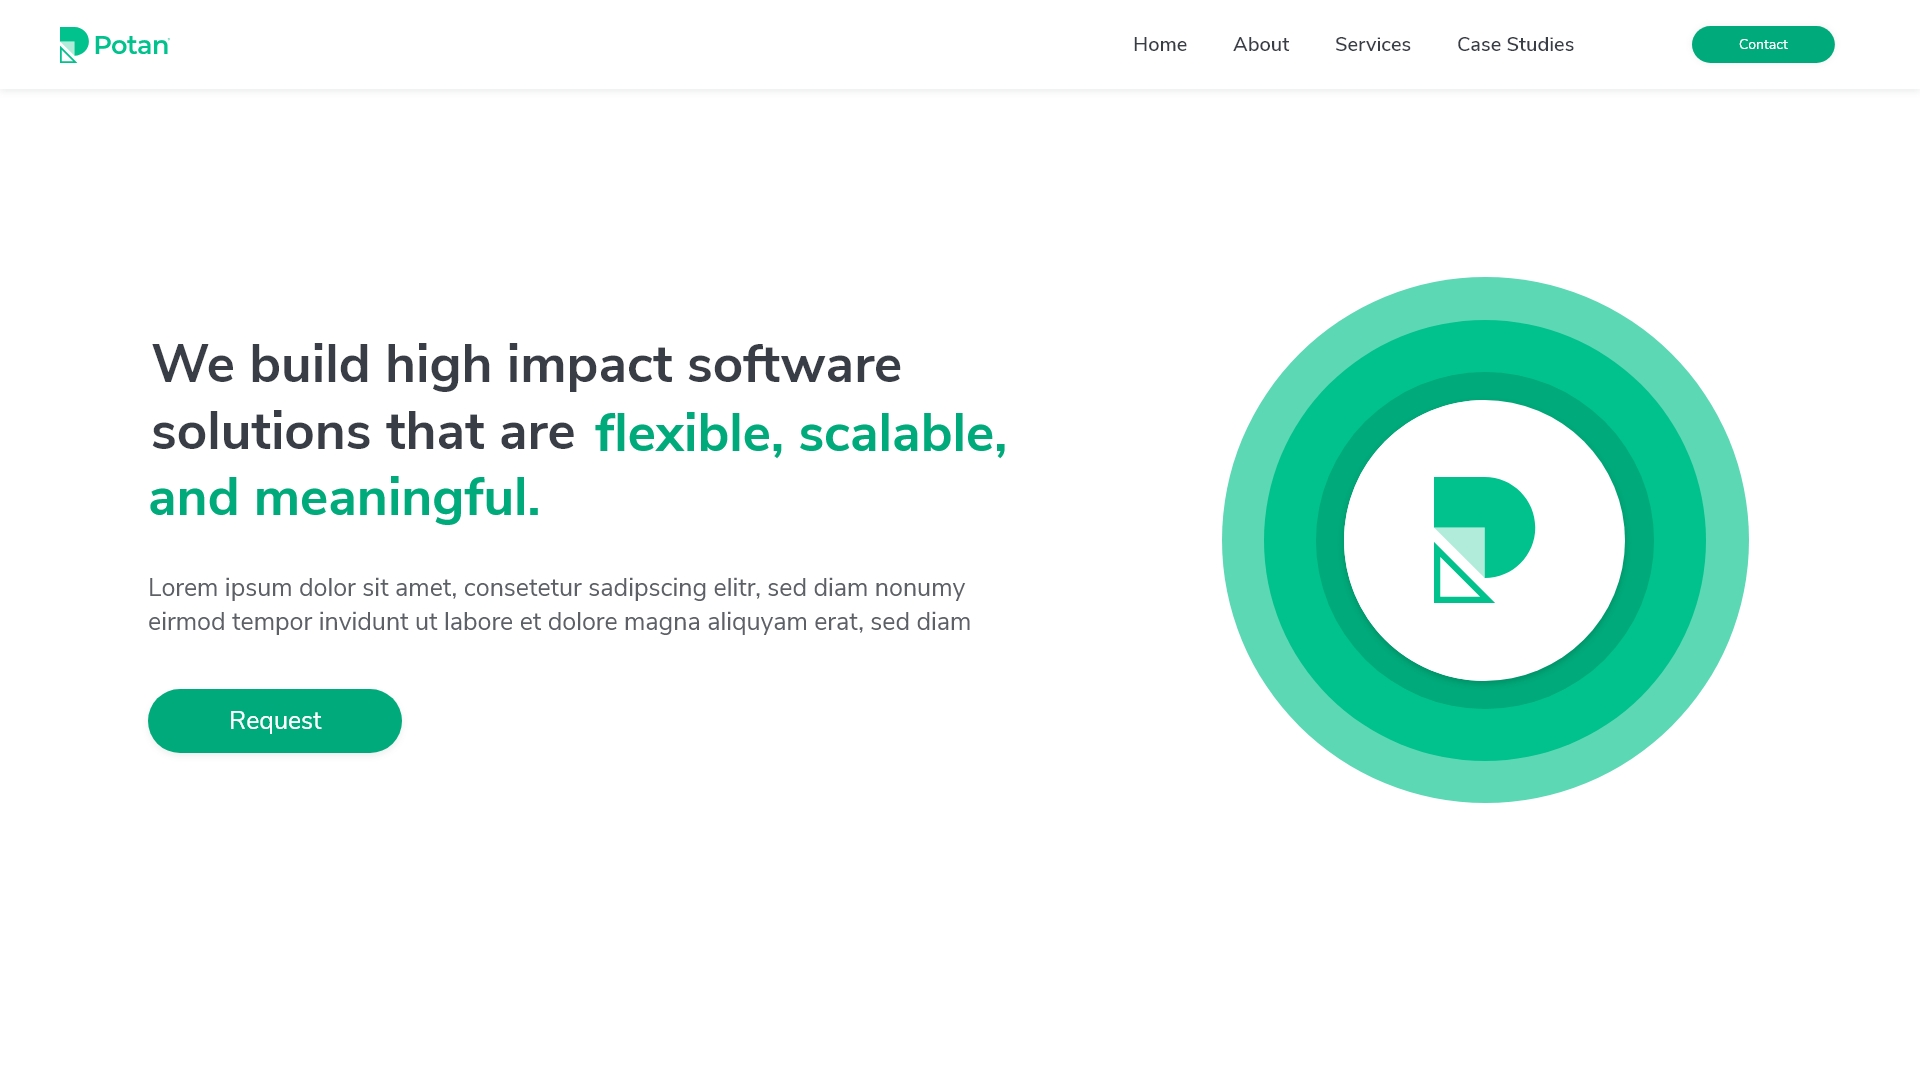 Potan
Home About Services Case Studies Contact
We build high impact software
solutions that are flexible, scalable,
and meaningful.
Lorem ipsum dolor sit amet, consetetur sadipscing elitr, sed diam nonumy
eirmod tempor invidunt ut labore et dolore magna aliquyam erat, sed diam
Request